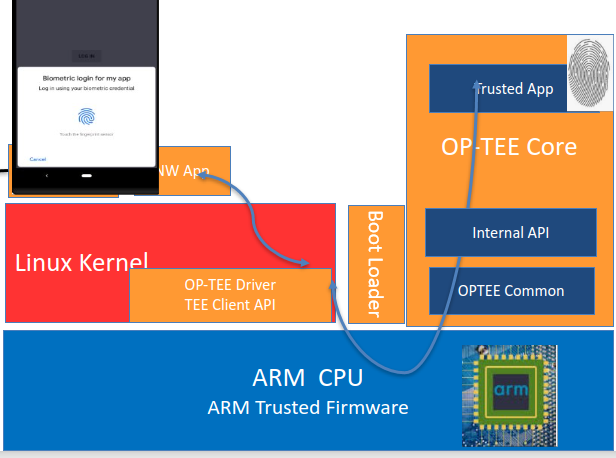 LOG IN
Biometric login for my app
Log in using your biometric credential
Touch the fingerprint sensor
Cancel
NW App
Linux Kernel
OP-TEE Driver
TEE Client API
Boot Loader
Trusted App
OP-TEE Core
Internal API
OPTEE Common
ARM CPU
ARM Trusted Firmware
arm